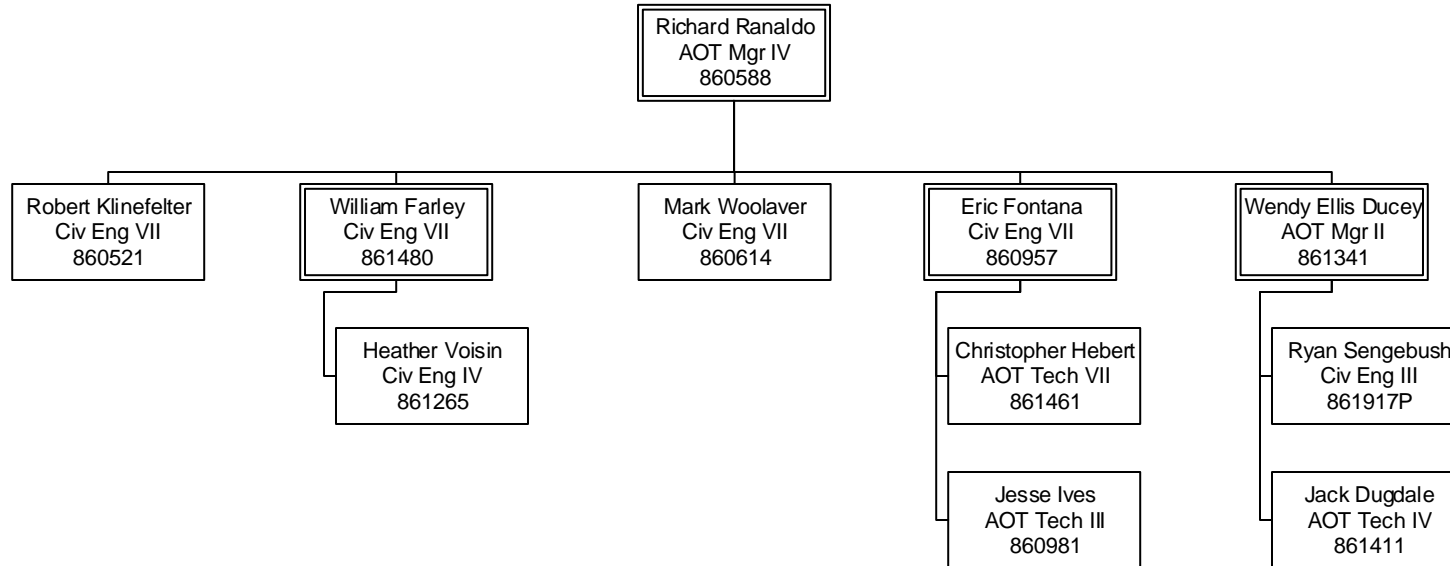 Richard Ranaldo
AOT Mgr IV
860588
Robert Klinefelter
Civ Eng VII
860521
William Farley
Civ Eng VII
861480
Mark Woolaver
Civ Eng VII
860614
Eric Fontana
Civ Eng VII
860957
Wendy Ellis Ducey
AOT Mgr II
861341
Heather Voisin
Civ Eng IV
861265
Christopher Hebert
AOT Tech VII
861461
Ryan Sengebush
Civ Eng III
861917P
Jesse Ives
AOT Tech III
860981
Jack Dugdale
AOT Tech IV
861411